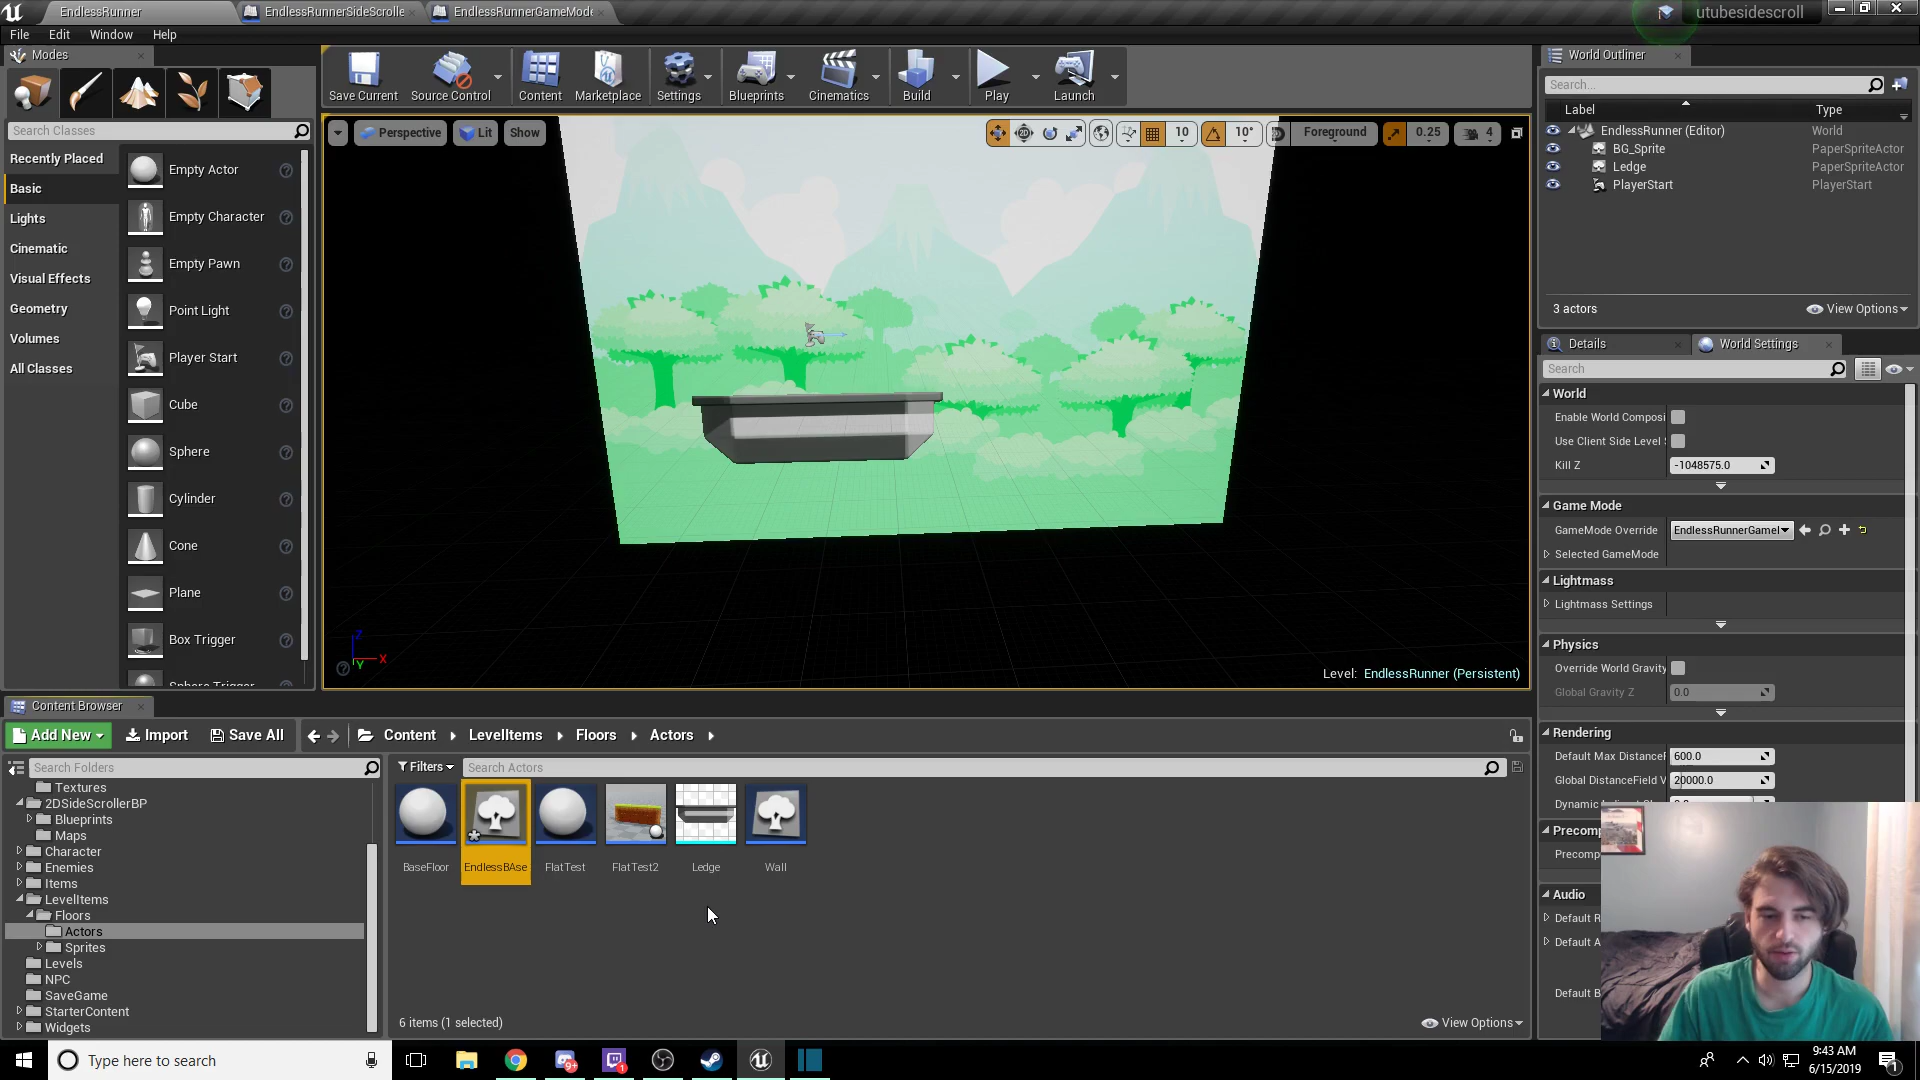 EndlessRunner
EndlessRunnerSideScrolle
EndlessRunnerGameMode
utubesidescroll
File Edit Window Help
Modes
Search Classes
Recently Placed
Basic
Lights
Cinematic
Visual Effects
Geometry
Volumes
All Classes
Empty Actor
Empty Character
Empty Pawn
Point Light
Player Start
Cube
Sphere
Cylinder
Cone
Plane
Box Trigger
Sphere Trigger
Save Current
Source Control
Content
Marketplace
Settings
Blueprints
Cinematics
Build
Play
Launch
Perspective
Lit
Show
10
10°
Foreground
0.25
4
Z
X
Y
Level: EndlessRunner (Persistent)
World Outliner
Search...
Label
Type
EndlessRunner (Editor) World
BG_Sprite PaperSpriteActor
Ledge PaperSpriteActor
PlayerStart PlayerStart
3 actors
View Options
Details
World Settings
Search
World
Enable World Composi
Use Client Side Level
Kill Z -1048575.0
Game Mode
GameMode Override EndlessRunnerGameI
Selected GameMode
Lightmass
Lightmass Settings
Physics
Override World Gravity
Global Gravity Z 0.0
Rendering
Default Max DistanceF 600.0
Global DistanceField V 20000.0
Precomp
Precomp
Audio
Default R
Default A
Default B
Content Browser
Add New
Import
Save All
Content
LevelItems
Floors
Actors
Search Folders
Filters
Search Actors
Textures
2DSideScrollerBP
Blueprints
Maps
Character
Enemies
Items
LevelItems
Floors
Actors
Sprites
Levels
NPC
SaveGame
StarterContent
Widgets
BaseFloor
EndlessBAse
FlatTest
FlatTest2
Ledge
Wall
6 items (1 selected)
View Options
Type here to search
9+
1
9:43 AM
6/15/2019
1